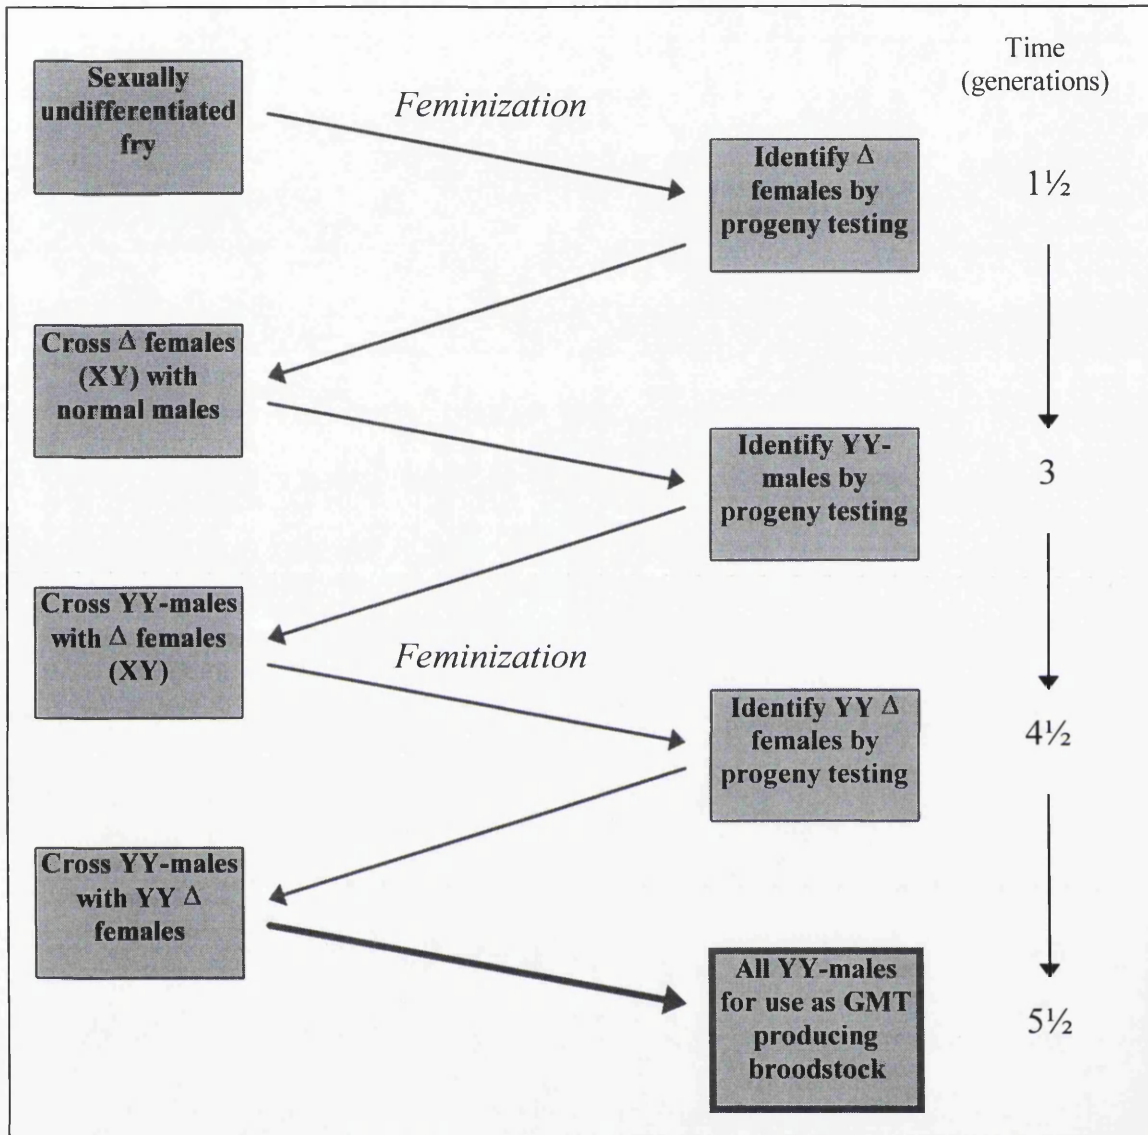 Time
(generations)
Sexually
undifferentiated
fry
Feminization
Identify Δ
females by
progeny testing
1½
Cross Δ females
(XY) with
normal males
Identify YY-
males by
progeny testing
3
Cross YY-males
with Δ females
(XY)
Feminization
Identify YY Δ
females by
progeny testing
4½
Cross YY-males
with YY Δ
females
All YY-males
for use as GMT
producing
broodstock
5½